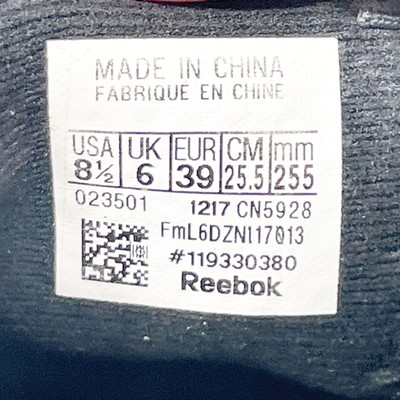 MADE IN CHINA
FABRIQUE EN CHINE
USA UK EUR CM mm
8½ 6 39 25.5 255
023501 1217 CN5928
FmL6DZN117013
#119330380
Reebok